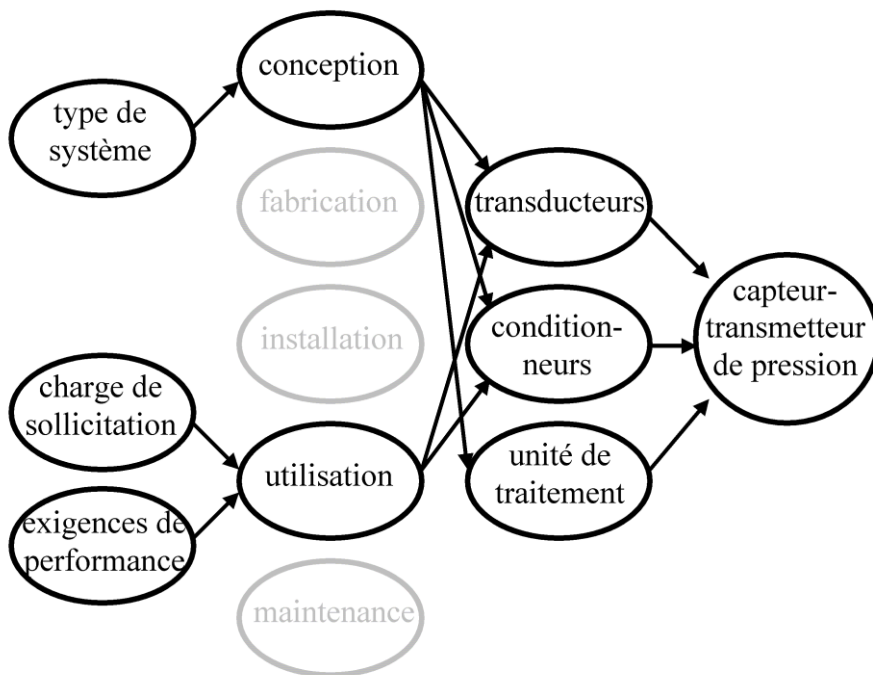 conception
type de
système
fabrication
transducteurs
installation
condition-
neurs
capteur-
transmetteur
de pression
charge de
sollicitation
utilisation
unité de
traitement
exigences de
performance
maintenance